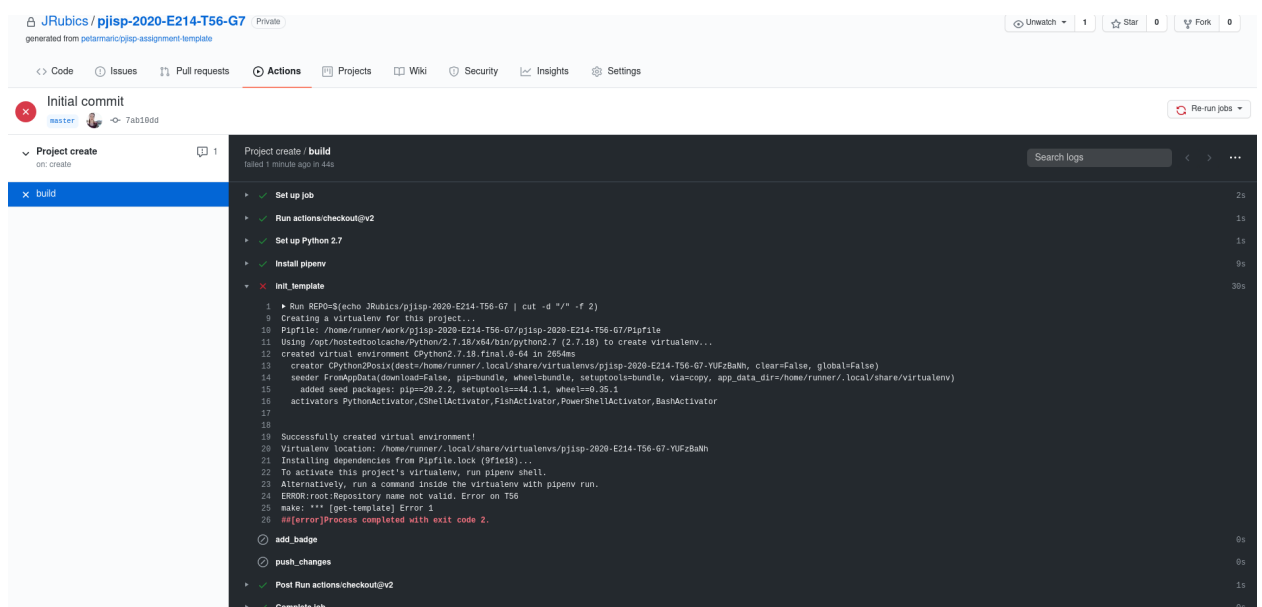 JRubics / pjisp-2020-E214-T56-G7 Private
Unwatch 1 Star 0 Fork 0
generated from petarmaric/pjisp-assignment-template
Code Issues Pull requests Actions Projects Wiki Security Insights Settings
Initial commit
master 7ab10dd
Re-run jobs
Project create 1
on: create
build
Project create / build
failed 1 minute ago in 44s
Search logs
Set up job 2s
Run actions/checkout@v2 1s
Set up Python 2.7 1s
Install pipenv 9s
init_template 30s
1 Run REPO=$(echo JRubics/pjisp-2020-E214-T56-G7 | cut -d "/" -f 2)
9 Creating a virtualenv for this project...
10 Pipfile: /home/runner/work/pjisp-2020-E214-T56-G7/pjisp-2020-E214-T56-G7/Pipfile
11 Using /opt/hostedtoolcache/Python/2.7.18/x64/bin/python2.7 (2.7.18) to create virtualenv...
12 created virtual environment CPython2.7.18.final.0-64 in 2654ms
13 creator CPython2Posix(dest=/home/runner/.local/share/virtualenvs/pjisp-2020-E214-T56-G7-YUFzBaNh, clear=False, global=False)
14 seeder FromAppData(download=False, pip=bundle, wheel=bundle, setuptools=bundle, via=copy, app_data_dir=/home/runner/.local/share/virtualenv)
15 added seed packages: pip==20.2.2, setuptools==44.1.1, wheel==0.35.1
16 activators PythonActivator,CShellActivator,FishActivator,PowerShellActivator,BashActivator
17
18
19 Successfully created virtual environment!
20 Virtualenv location: /home/runner/.local/share/virtualenvs/pjisp-2020-E214-T56-G7-YUFzBaNh
21 Installing dependencies from Pipfile.lock (9f1e18)...
22 To activate this project's virtualenv, run pipenv shell.
23 Alternatively, run a command inside the virtualenv with pipenv run.
24 ERROR:root:Repository name not valid. Error on T56
25 make: *** [get-template] Error 1
26 ##[error]Process completed with exit code 2.
add_badge 0s
push_changes 0s
Post Run actions/checkout@v2 1s
Complete job 0s